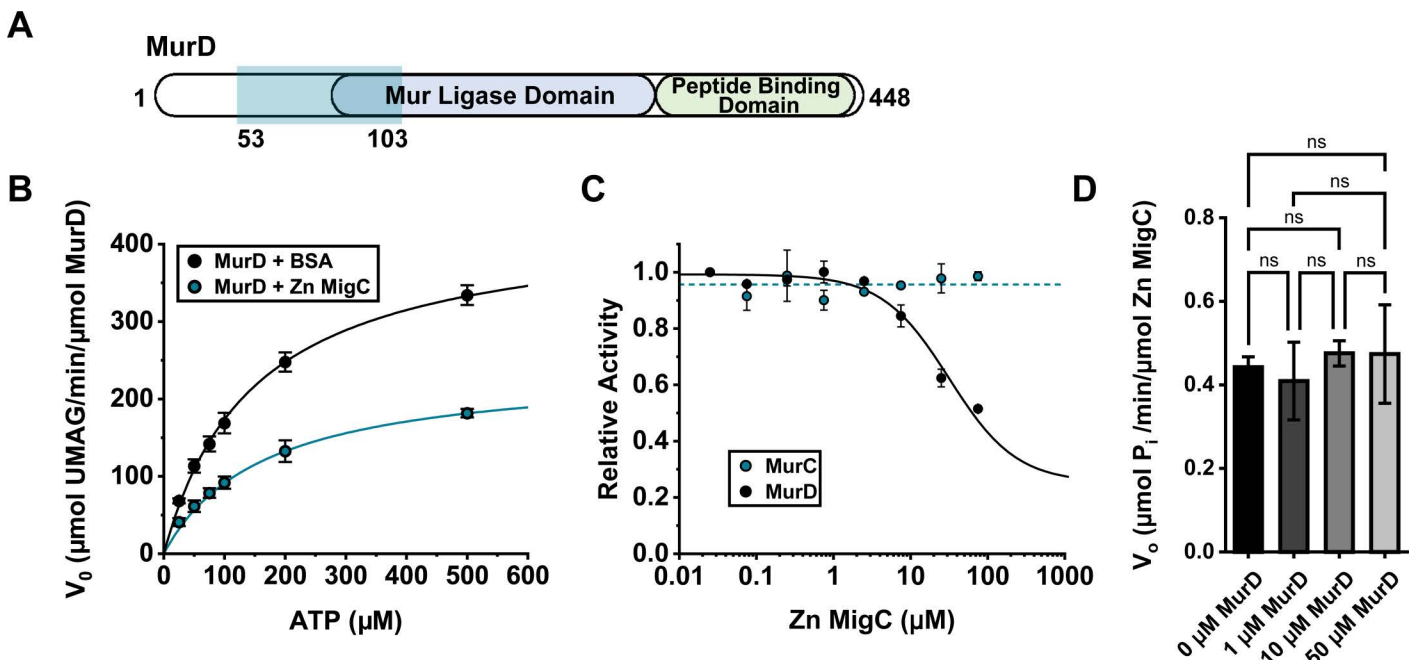 A
MurD
1
Mur Ligase Domain
Peptide Binding
Domain
448
53
103
B
V0 (µmol UMAG/min/µmol MurD)
400
300
200
100
0
MurD + BSA
MurD + Zn MigC
0
100
200
300
400
500
600
ATP (µM)
C
Relative Activity
1.0
0.8
0.6
0.4
1.0
0.0
MurC
MurD
0.01
0.1
1
10
100
1000
Zn MigC (µM)
D
Vo (µmol Pi /min/µmol Zn MigC)
ns
ns
ns
ns
ns
ns
0.8
0.6
0.4
0.2
0.0
0 µM MurD
1 µM MurD
10 µM MurD
50 µM MurD